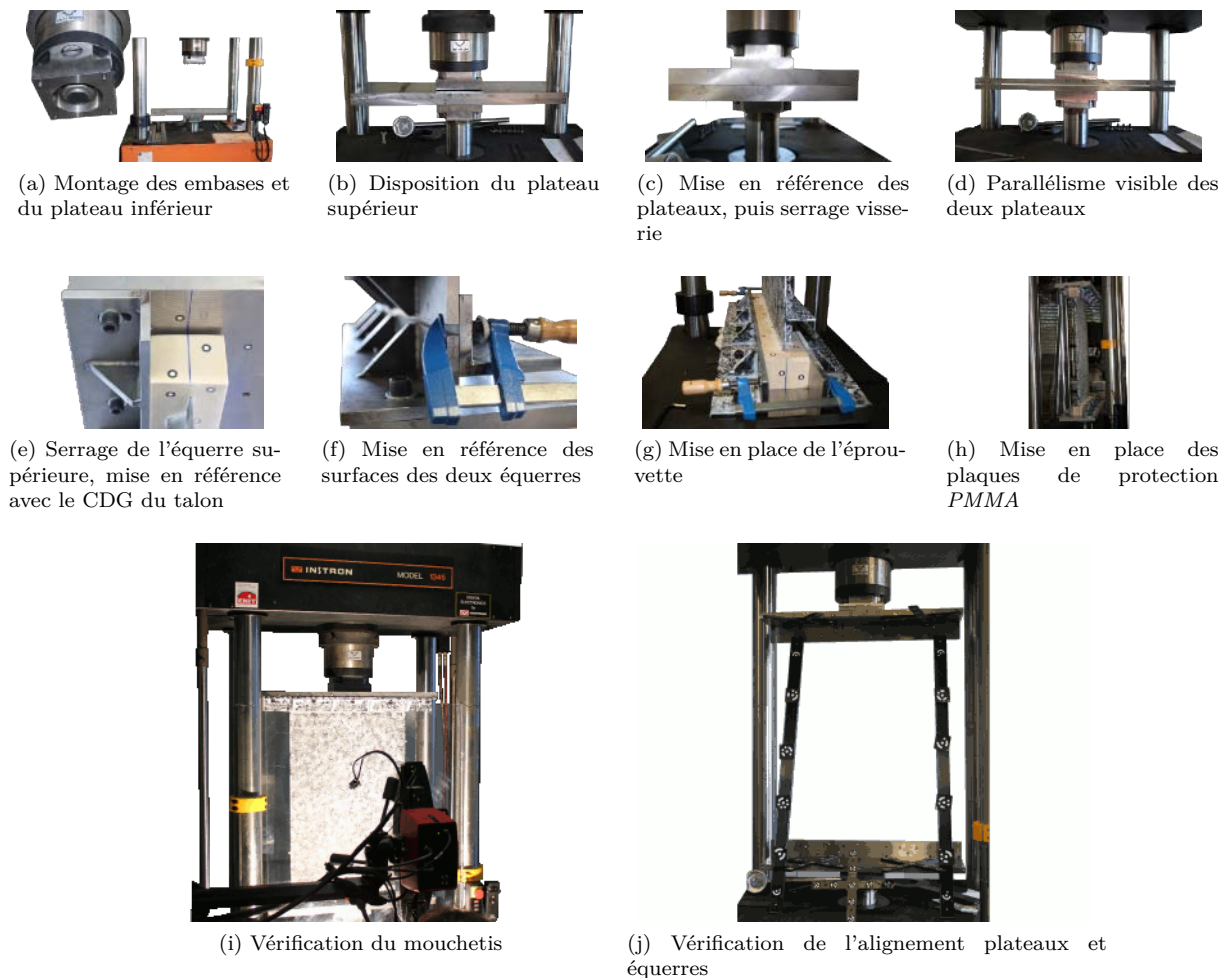 (a) Montage des embases et
du plateau inférieur
(b) Disposition du plateau
supérieur
(c) Mise en référence des
plateaux, puis serrage visse-
rie
(d) Parallélisme visible des
deux plateaux
(e) Serrage de l'équerre su-
périeure, mise en référence
avec le CDG du talon
(f) Mise en référence des
surfaces des deux équerres
(g) Mise en place de l'éprou-
vette
(h) Mise en place des
plaques de protection
PMMA
INSTRON
MODEL 1345
(i) Vérification du mouchetis
(j) Vérification de l'alignement plateaux et
équerres